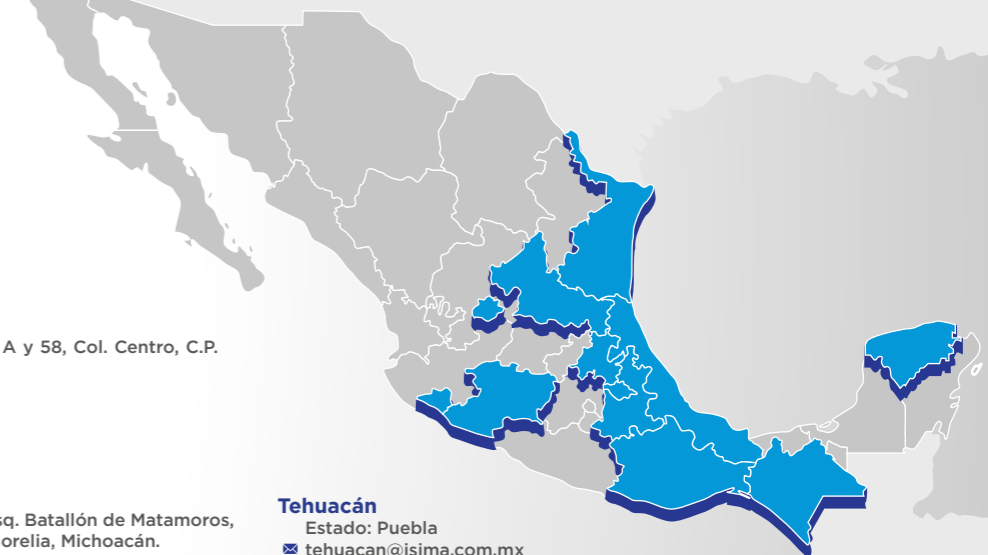 A y 58, Col. Centro, C.P.
sq. Batallón de Matamoros,
orelia, Michoacán.
Tehuacán
Estado: Puebla
tehuacan@isima.com.mx